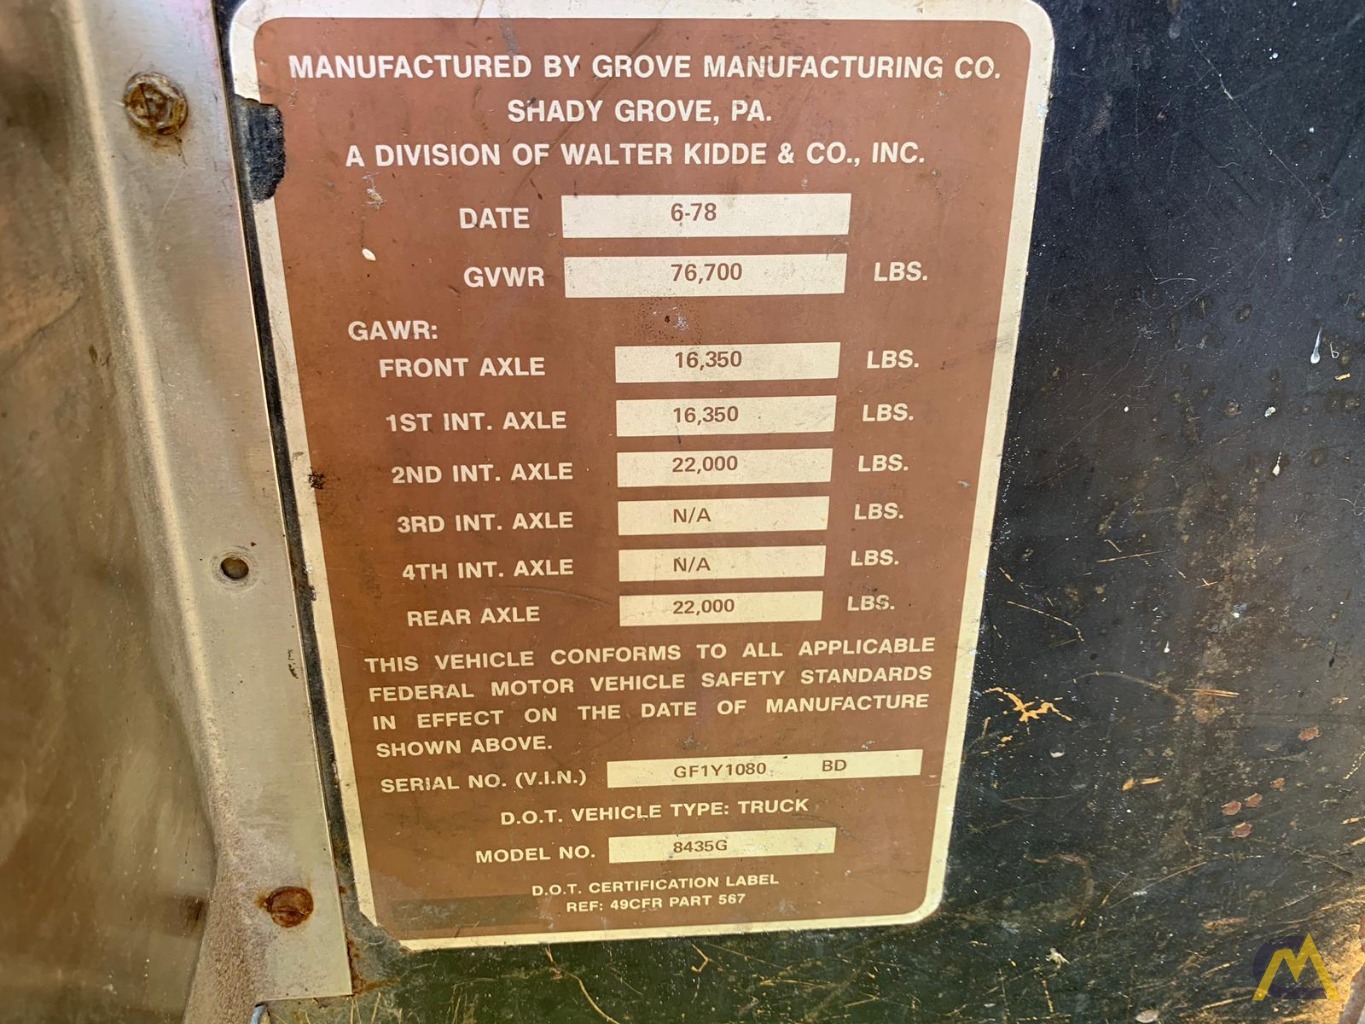 MANUFACTURED BY GROVE MANUFACTURING CO.
SHADY GROVE, PA.
A DIVISION OF WALTER KIDDE & CO., INC.
DATE 6-78
GVWR 76,700 LBS.
GAWR:
FRONT AXLE 16,350 LBS.
1ST INT. AXLE 16,350 LBS.
2ND INT. AXLE 22,000 LBS.
3RD INT. AXLE N/A LBS.
4TH INT. AXLE N/A LBS.
REAR AXLE 22,000 LBS.
THIS VEHICLE CONFORMS TO ALL APPLICABLE
FEDERAL MOTOR VEHICLE SAFETY STANDARDS
IN EFFECT ON THE DATE OF MANUFACTURE
SHOWN ABOVE.
SERIAL NO. (V.I.N.) GF1Y1080 BD
D.O.T. VEHICLE TYPE: TRUCK
MODEL NO. 8435G
D.O.T. CERTIFICATION LABEL
REF: 49CFR PART 567